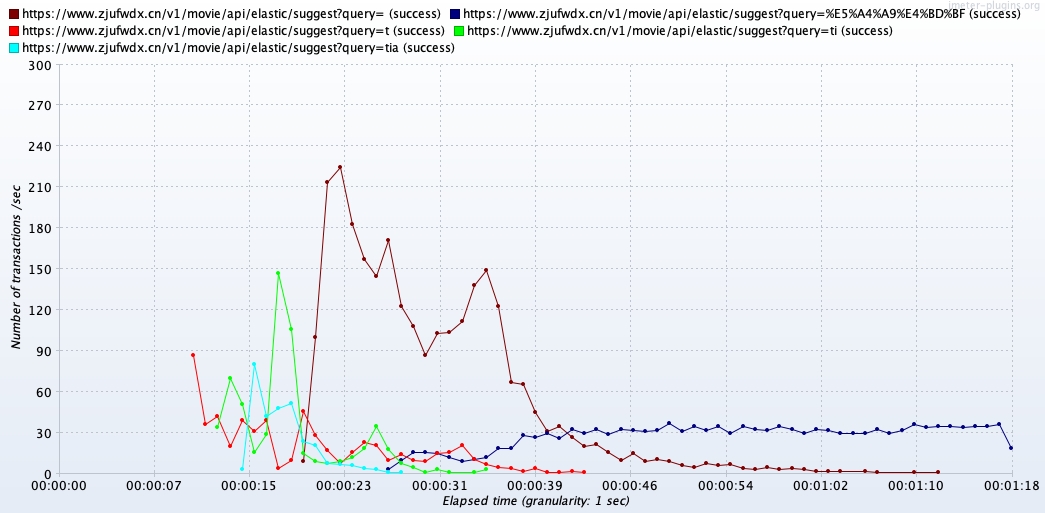 jmeter-plugins.org
https://www.zjufwdx.cn/v1/movie/api/elastic/suggest?query= (success) https://www.zjufwdx.cn/v1/movie/api/elastic/suggest?query=%E5%A4%A9%E4%BD%BF (success)
https://www.zjufwdx.cn/v1/movie/api/elastic/suggest?query=t (success) https://www.zjufwdx.cn/v1/movie/api/elastic/suggest?query=ti (success)
https://www.zjufwdx.cn/v1/movie/api/elastic/suggest?query=tia (success)
300
270
240
210
180
150
120
90
60
30
0
Number of transactions /sec
00:00:00 00:00:07 00:00:15 00:00:23 00:00:31 00:00:39 00:00:46 00:00:54 00:01:02 00:01:10 00:01:18
Elapsed time (granularity: 1 sec)